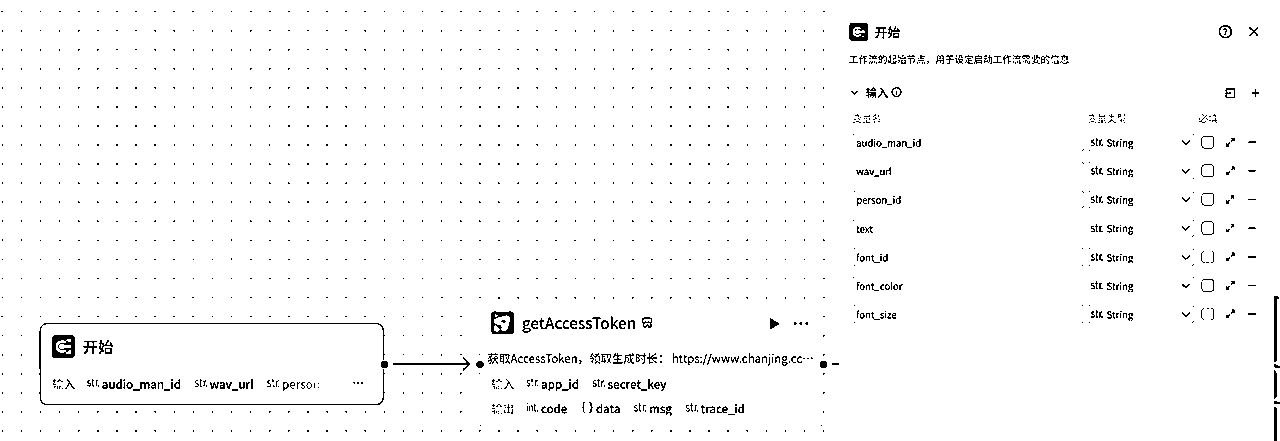 开始
输入 str. audio_man_id str. wav_url str. person
getAccessToken
获取AccessToken，领取生成时长： https://www.chanjing.cc···
输入 str. app_id str. secret_key
输出 int. code {} data str. msg str. trace_id
开始
工作流的起始节点，用于设定启动工作流需要的信息
输入
变量名 变量类型 必填
audio_man_id str. String
wav_url str. String
person_id str. String
text str. String
font_id str. String
font_color str. String
font_size str. String